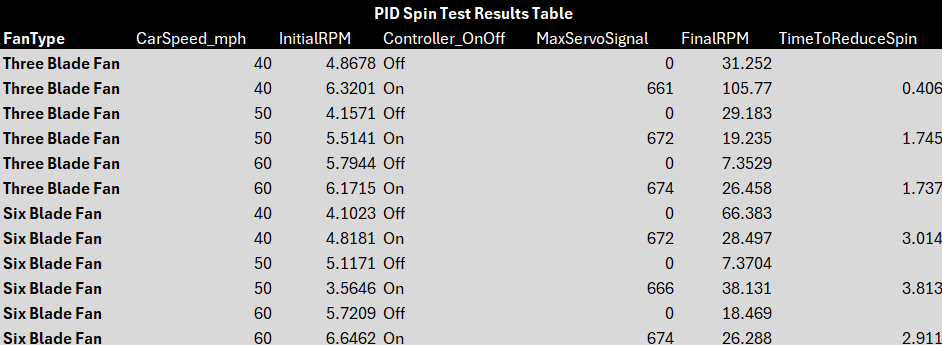 PID Spin Test Results Table
FanType CarSpeed_mph InitialRPM Controller_OnOff MaxServoSignal FinalRPM TimeToReduceSpin
Three Blade Fan 40 4.8678 Off 0 31.252
Three Blade Fan 40 6.3201 On 661 105.77 0.406
Three Blade Fan 50 4.1571 Off 0 29.183
Three Blade Fan 50 5.5141 On 672 19.235 1.745
Three Blade Fan 60 5.7944 Off 0 7.3529
Three Blade Fan 60 6.1715 On 674 26.458 1.737
Six Blade Fan 40 4.1023 Off 0 66.383
Six Blade Fan 40 4.8181 On 672 28.497 3.014
Six Blade Fan 50 5.1171 Off 0 7.3704
Six Blade Fan 50 3.5646 On 666 38.131 3.813
Six Blade Fan 60 5.7209 Off 0 18.469
Six Blade Fan 60 6.6462 On 674 26.288 2.911